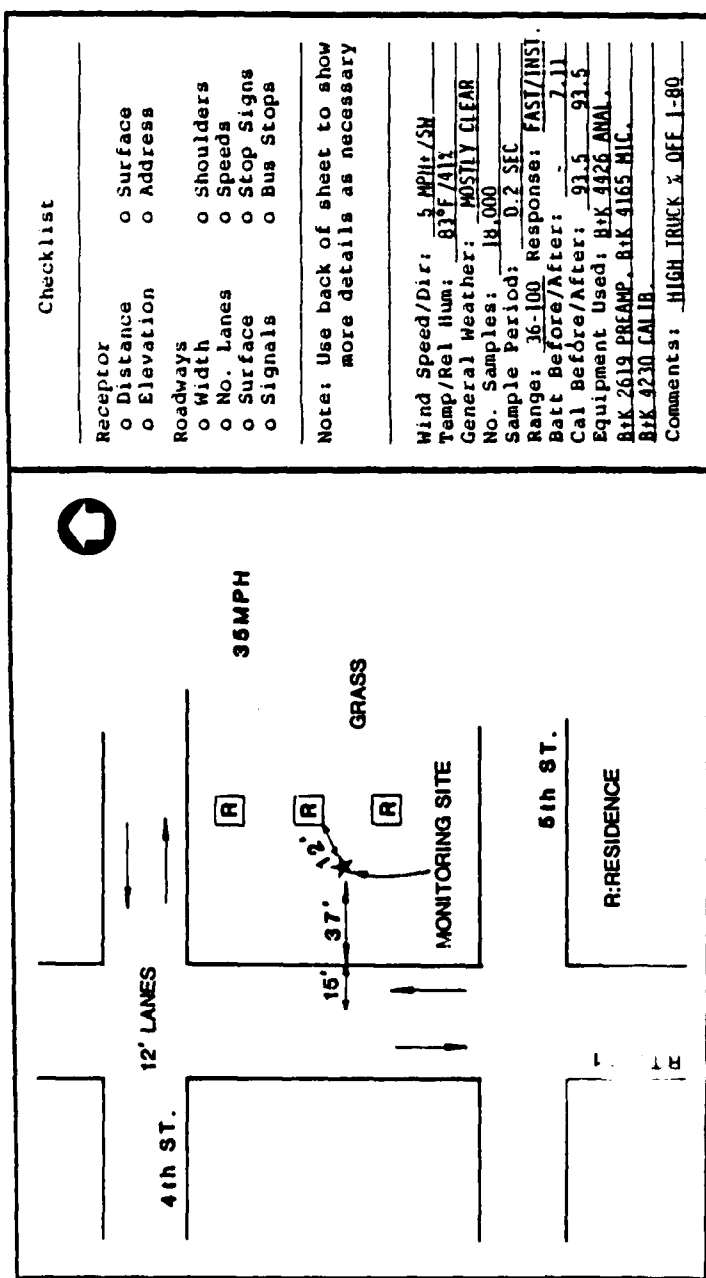 4th ST.
12' LANES
35MPH
R
R
R
GRASS
12'
15'
37'
MONITORING SITE
5th ST.
R:RESIDENCE
Checklist
Receptor
o Distance o Surface
o Elevation o Address
Roadways
o Width o Shoulders
o No. Lanes o Speeds
o Surface o Stop Signs
o Signals o Bus Stops
Note: Use back of sheet to show
more details as necessary
Wind Speed/Dir: 5 MPH+/SW
Temp/Rel Hum: 83°F/41%
General Weather: MOSTLY CLEAR
No. Samples: 18,000
Sample Period: 0.2 SEC
Range: 36-100 Response: FAST/INST.
Batt Before/After: - 7.11
Cal Before/After: 93.5 93.5
Equipment Used: B+K 4426 ANAL.
B+K 2619 PREAMP. B+K 4165 MIC.
B+K 4230 CALIB.
Comments: HIGH TRUCK % OFF I-80